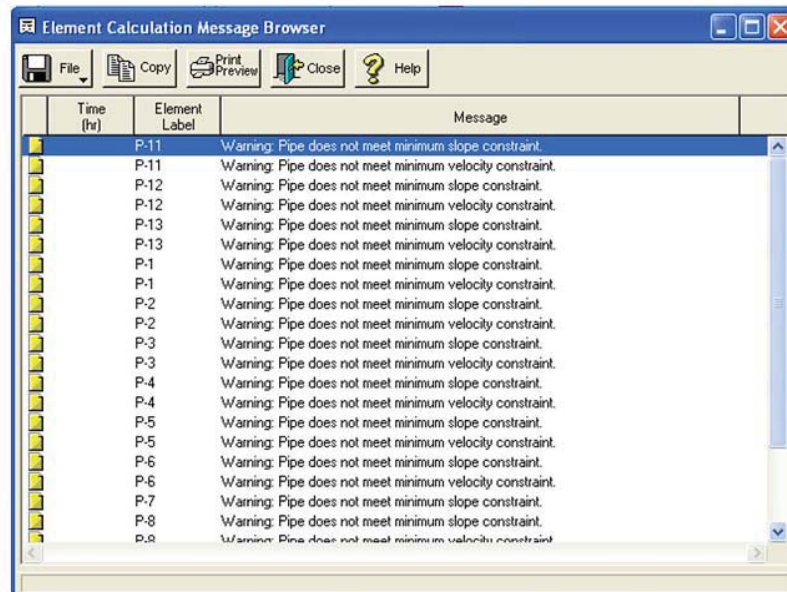 Element Calculation Message Browser
File Copy Print Preview Close Help
Time (hr) Element Label Message
P-11 Warning: Pipe does not meet minimum slope constraint.
P-11 Warning: Pipe does not meet minimum velocity constraint.
P-12 Warning: Pipe does not meet minimum slope constraint.
P-12 Warning: Pipe does not meet minimum velocity constraint.
P-13 Warning: Pipe does not meet minimum slope constraint.
P-13 Warning: Pipe does not meet minimum velocity constraint.
P-1 Warning: Pipe does not meet minimum slope constraint.
P-1 Warning: Pipe does not meet minimum velocity constraint.
P-2 Warning: Pipe does not meet minimum slope constraint.
P-2 Warning: Pipe does not meet minimum velocity constraint.
P-3 Warning: Pipe does not meet minimum slope constraint.
P-3 Warning: Pipe does not meet minimum velocity constraint.
P-4 Warning: Pipe does not meet minimum slope constraint.
P-4 Warning: Pipe does not meet minimum velocity constraint.
P-5 Warning: Pipe does not meet minimum slope constraint.
P-5 Warning: Pipe does not meet minimum velocity constraint.
P-6 Warning: Pipe does not meet minimum slope constraint.
P-6 Warning: Pipe does not meet minimum velocity constraint.
P-7 Warning: Pipe does not meet minimum slope constraint.
P-8 Warning: Pipe does not meet minimum slope constraint.
P-8 Warning: Pipe does not meet minimum velocity constraint.